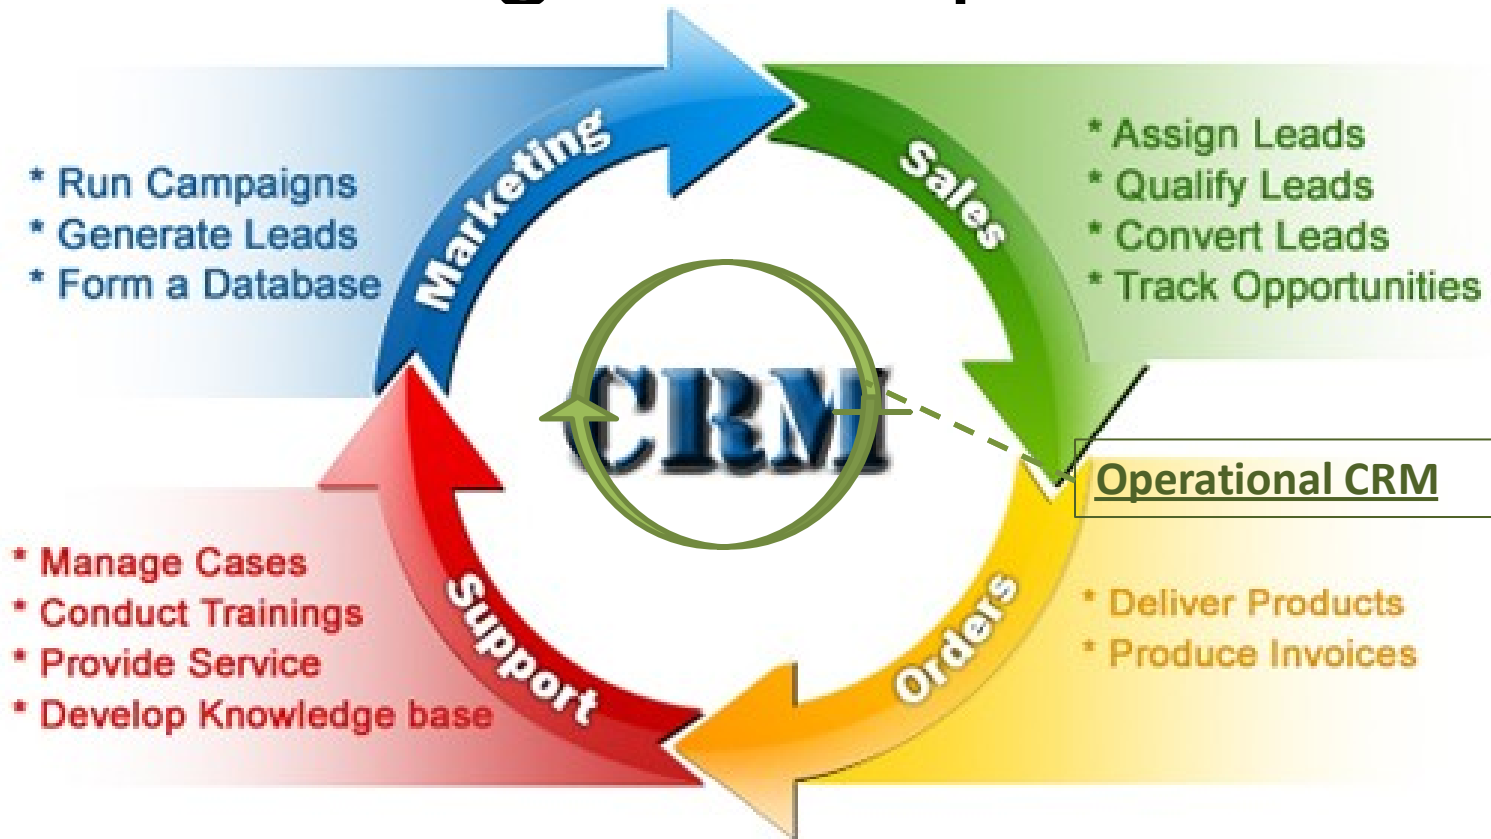 Marketing
* Run Campaigns
* Generate Leads
* Form a Database
Sales
* Assign Leads
* Qualify Leads
* Convert Leads
* Track Opportunities
CRM
Operational CRM
Orders
* Deliver Products
* Produce Invoices
Support
* Manage Cases
* Conduct Trainings
* Provide Service
* Develop Knowledge base